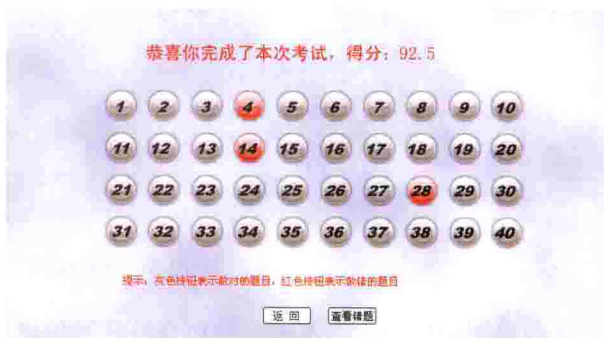 恭喜你完成了本次考试，得分：92.5
1 2 3 4 5 6 7 8 9 10
11 12 13 14 15 16 17 18 19 20
21 22 23 24 25 26 27 28 29 30
31 32 33 34 35 36 37 38 39 40
提示：灰色按钮表示做对的题目，红色按钮表示做错的题目
返回 查看错题